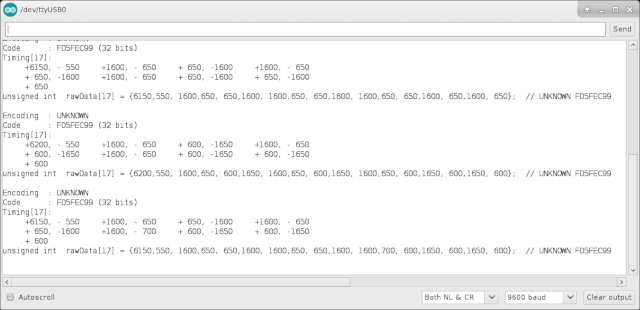 /dev/ttyUSB0
Send
Encoding : UNKNOWN
Code : FD5FEC99 (32 bits)
Timing[17]:
+6150, - 550 +1600, - 650 + 650, -1600 +1600, - 650
+ 650, -1600 +1600, - 650 +1600, - 650 + 650, -1600
+ 650
unsigned int rawData[17] = {6150,550, 1600,650, 650,1600, 1600,650, 650,1600, 1600,650, 650,1600, 650,1600, 650}; // UNKNOWN FD5FEC99
Encoding : UNKNOWN
Code : FD5FEC99 (32 bits)
Timing[17]:
+6200, - 550 +1600, - 650 + 600, -1650 +1600, - 650
+ 600, -1650 +1600, - 650 + 600, -1650 + 600, -1650
+ 600
unsigned int rawData[17] = {6200,550, 1600,650, 600,1650, 1600,650, 600,1650, 1600,650, 600,1650, 600,1650, 600}; // UNKNOWN FD5FEC99
Encoding : UNKNOWN
Code : FD5FEC99 (32 bits)
Timing[17]:
+6150, - 550 +1600, - 650 + 650, -1600 +1600, - 650
+ 650, -1600 +1600, - 700 + 600, -1650 + 600, -1650
+ 600
unsigned int rawData[17] = {6150,550, 1600,650, 650,1600, 1600,650, 650,1600, 1600,700, 600,1650, 600,1650, 600}; // UNKNOWN FD5FEC99
Autoscroll
Both NL & CR
9600 baud
Clear output